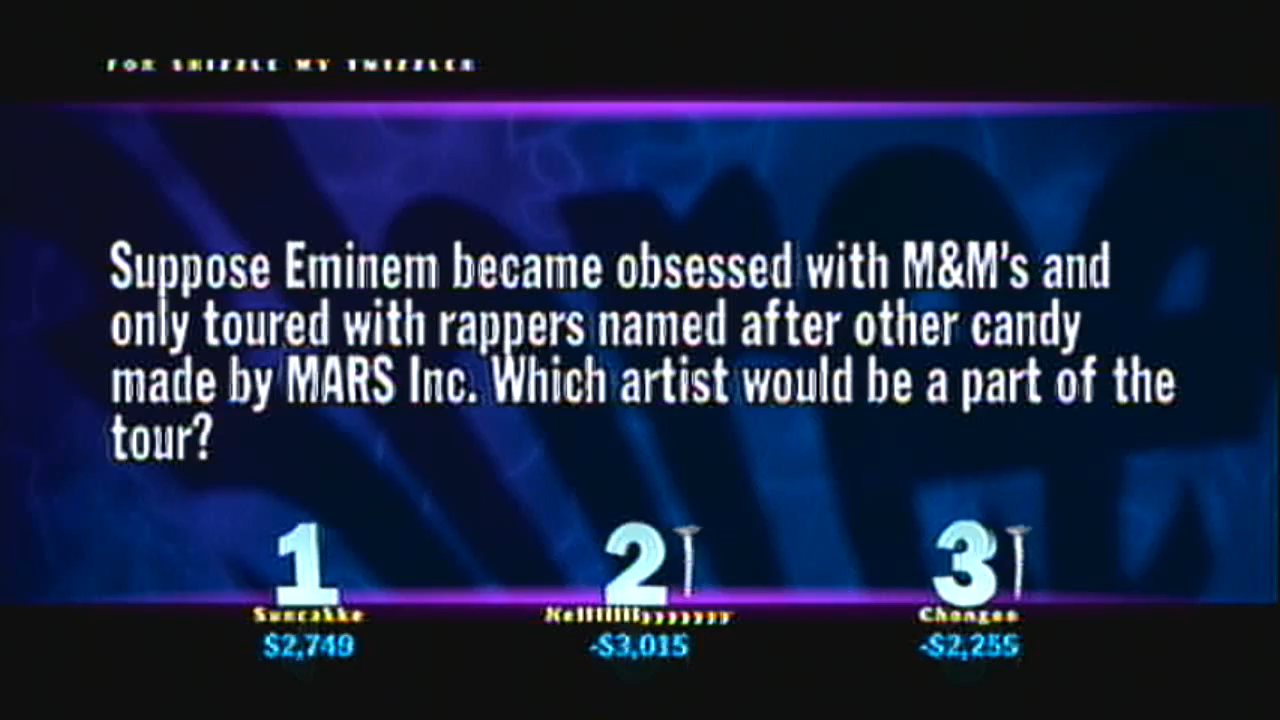 FOR SHIZZLE MY TWIZZLER
Suppose Eminem became obsessed with M&M's and
only toured with rappers named after other candy
made by MARS Inc. Which artist would be a part of the
tour?
1 2 3
$2,749 -$3,015 -$2,255